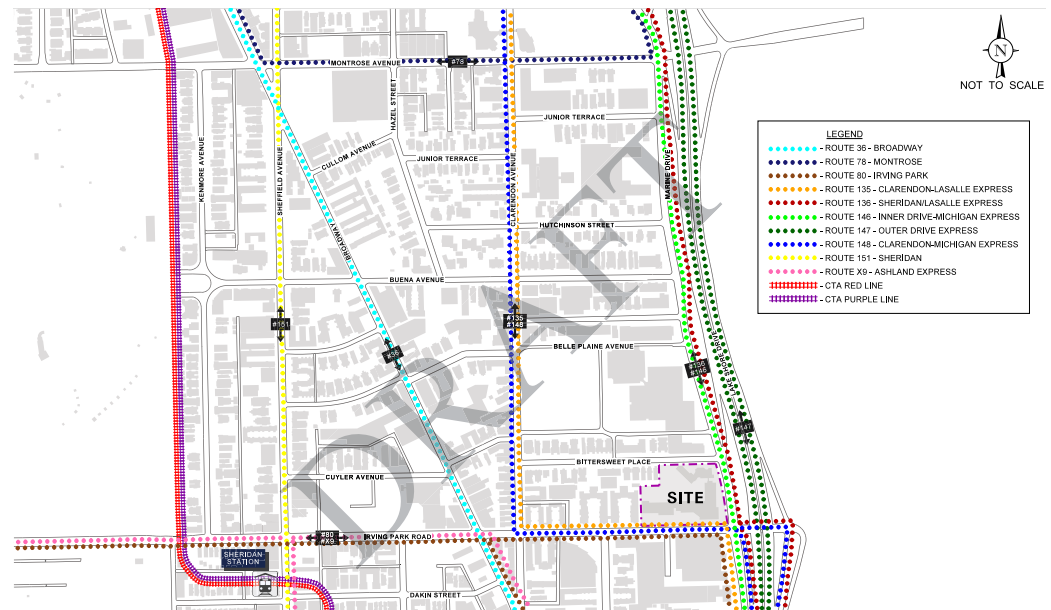 MONTROSE AVENUE
#78
N
NOT TO SCALE
HAZEL STREET
JUNIOR TERRACE
CULLOM AVENUE
JUNIOR TERRACE
KENMORE AVENUE
SHEFFIELD AVENUE
CLARENDON AVENUE
MARINE DRIVE
BROADWAY
HUTCHINSON STREET
BUENA AVENUE
LEGEND
- ROUTE 36 - BROADWAY
- ROUTE 78 - MONTROSE
- ROUTE 80 - IRVING PARK
- ROUTE 135 - CLARENDON-LASALLE EXPRESS
- ROUTE 136 - SHERIDAN/LASALLE EXPRESS
- ROUTE 146 - INNER DRIVE-MICHIGAN EXPRESS
- ROUTE 147 - OUTER DRIVE EXPRESS
- ROUTE 148 - CLARENDON-MICHIGAN EXPRESS
- ROUTE 151 - SHERIDAN
- ROUTE X9 - ASHLAND EXPRESS
- CTA RED LINE
- CTA PURPLE LINE
#151
#135
#148
#36
BELLE PLAINE AVENUE
#136
#146
LAKE SHORE DRIVE
#147
DRAFT
BITTERSWEET PLACE
CUYLER AVENUE
SITE
#80
#X9
IRVING PARK ROAD
SHERIDAN
STATION
DAKIN STREET